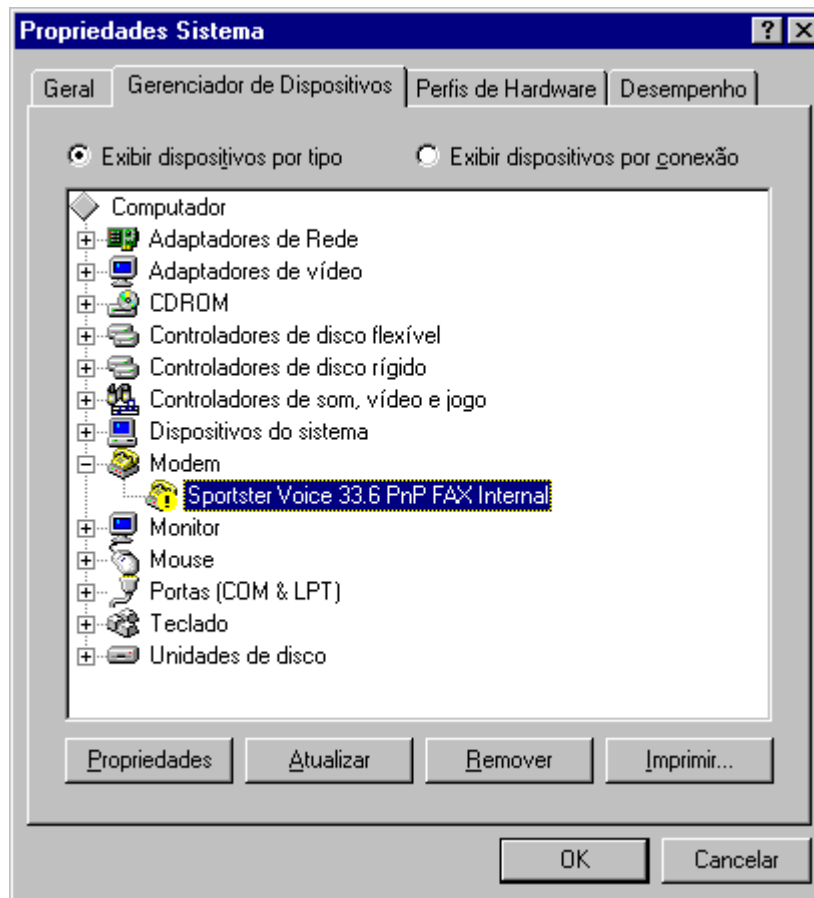 Propriedades Sistema
Geral Gerenciador de Dispositivos Perfis de Hardware Desempenho
Exibir dispositivos por tipo Exibir dispositivos por conexão
Computador
Adaptadores de Rede
Adaptadores de vídeo
CDROM
Controladores de disco flexível
Controladores de disco rígido
Controladores de som, vídeo e jogo
Dispositivos do sistema
Modem
Sportster Voice 33.6 PnP FAX Internal
Monitor
Mouse
Portas (COM & LPT)
Teclado
Unidades de disco
Propriedades Atualizar Remover Imprimir...
OK Cancelar